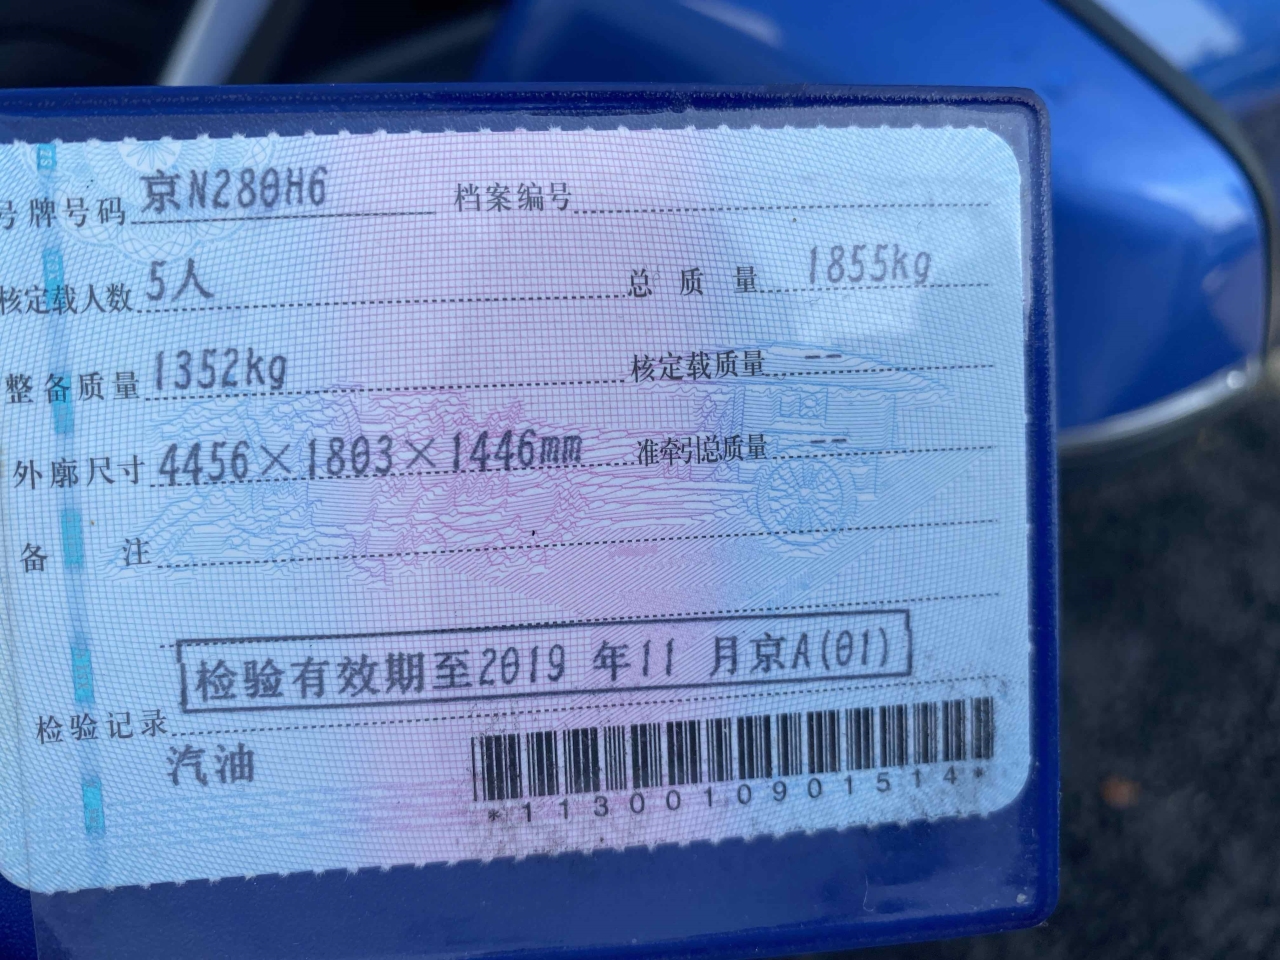 号牌号码 京N280H6 档案编号
核定载人数 5人 总质量 1855kg
整备质量 1352kg 核定载质量 --
外廓尺寸 4456×1803×1446mm 准牵引总质量 --
备注
检验有效期至2019 年11 月京A(01)
检验记录
汽油
*1130010901514*